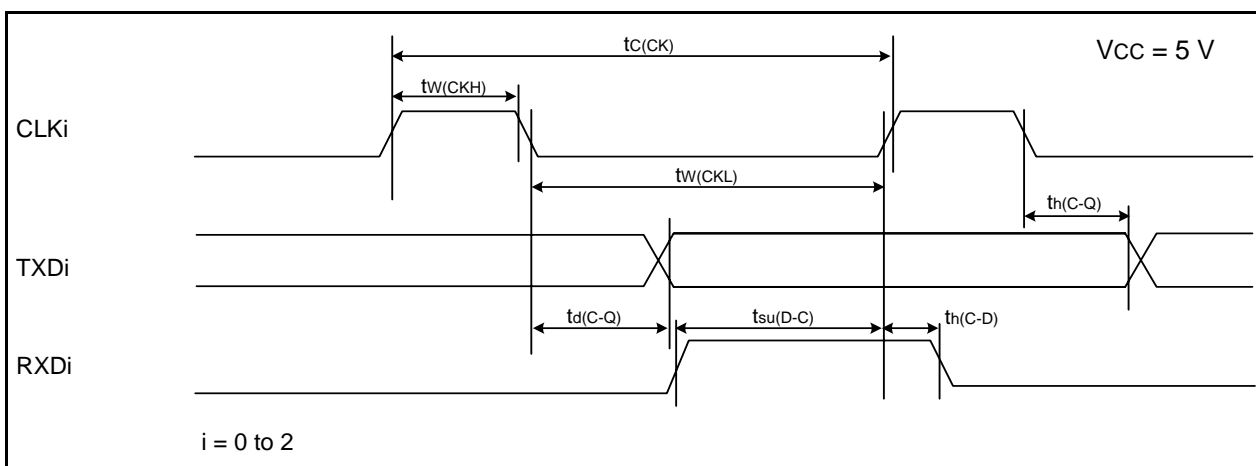 tC(CK)
VCC = 5 V
tW(CKH)
CLKi
tW(CKL)
th(C-Q)
TXDi
td(C-Q)
tsu(D-C)
th(C-D)
RXDi
i = 0 to 2